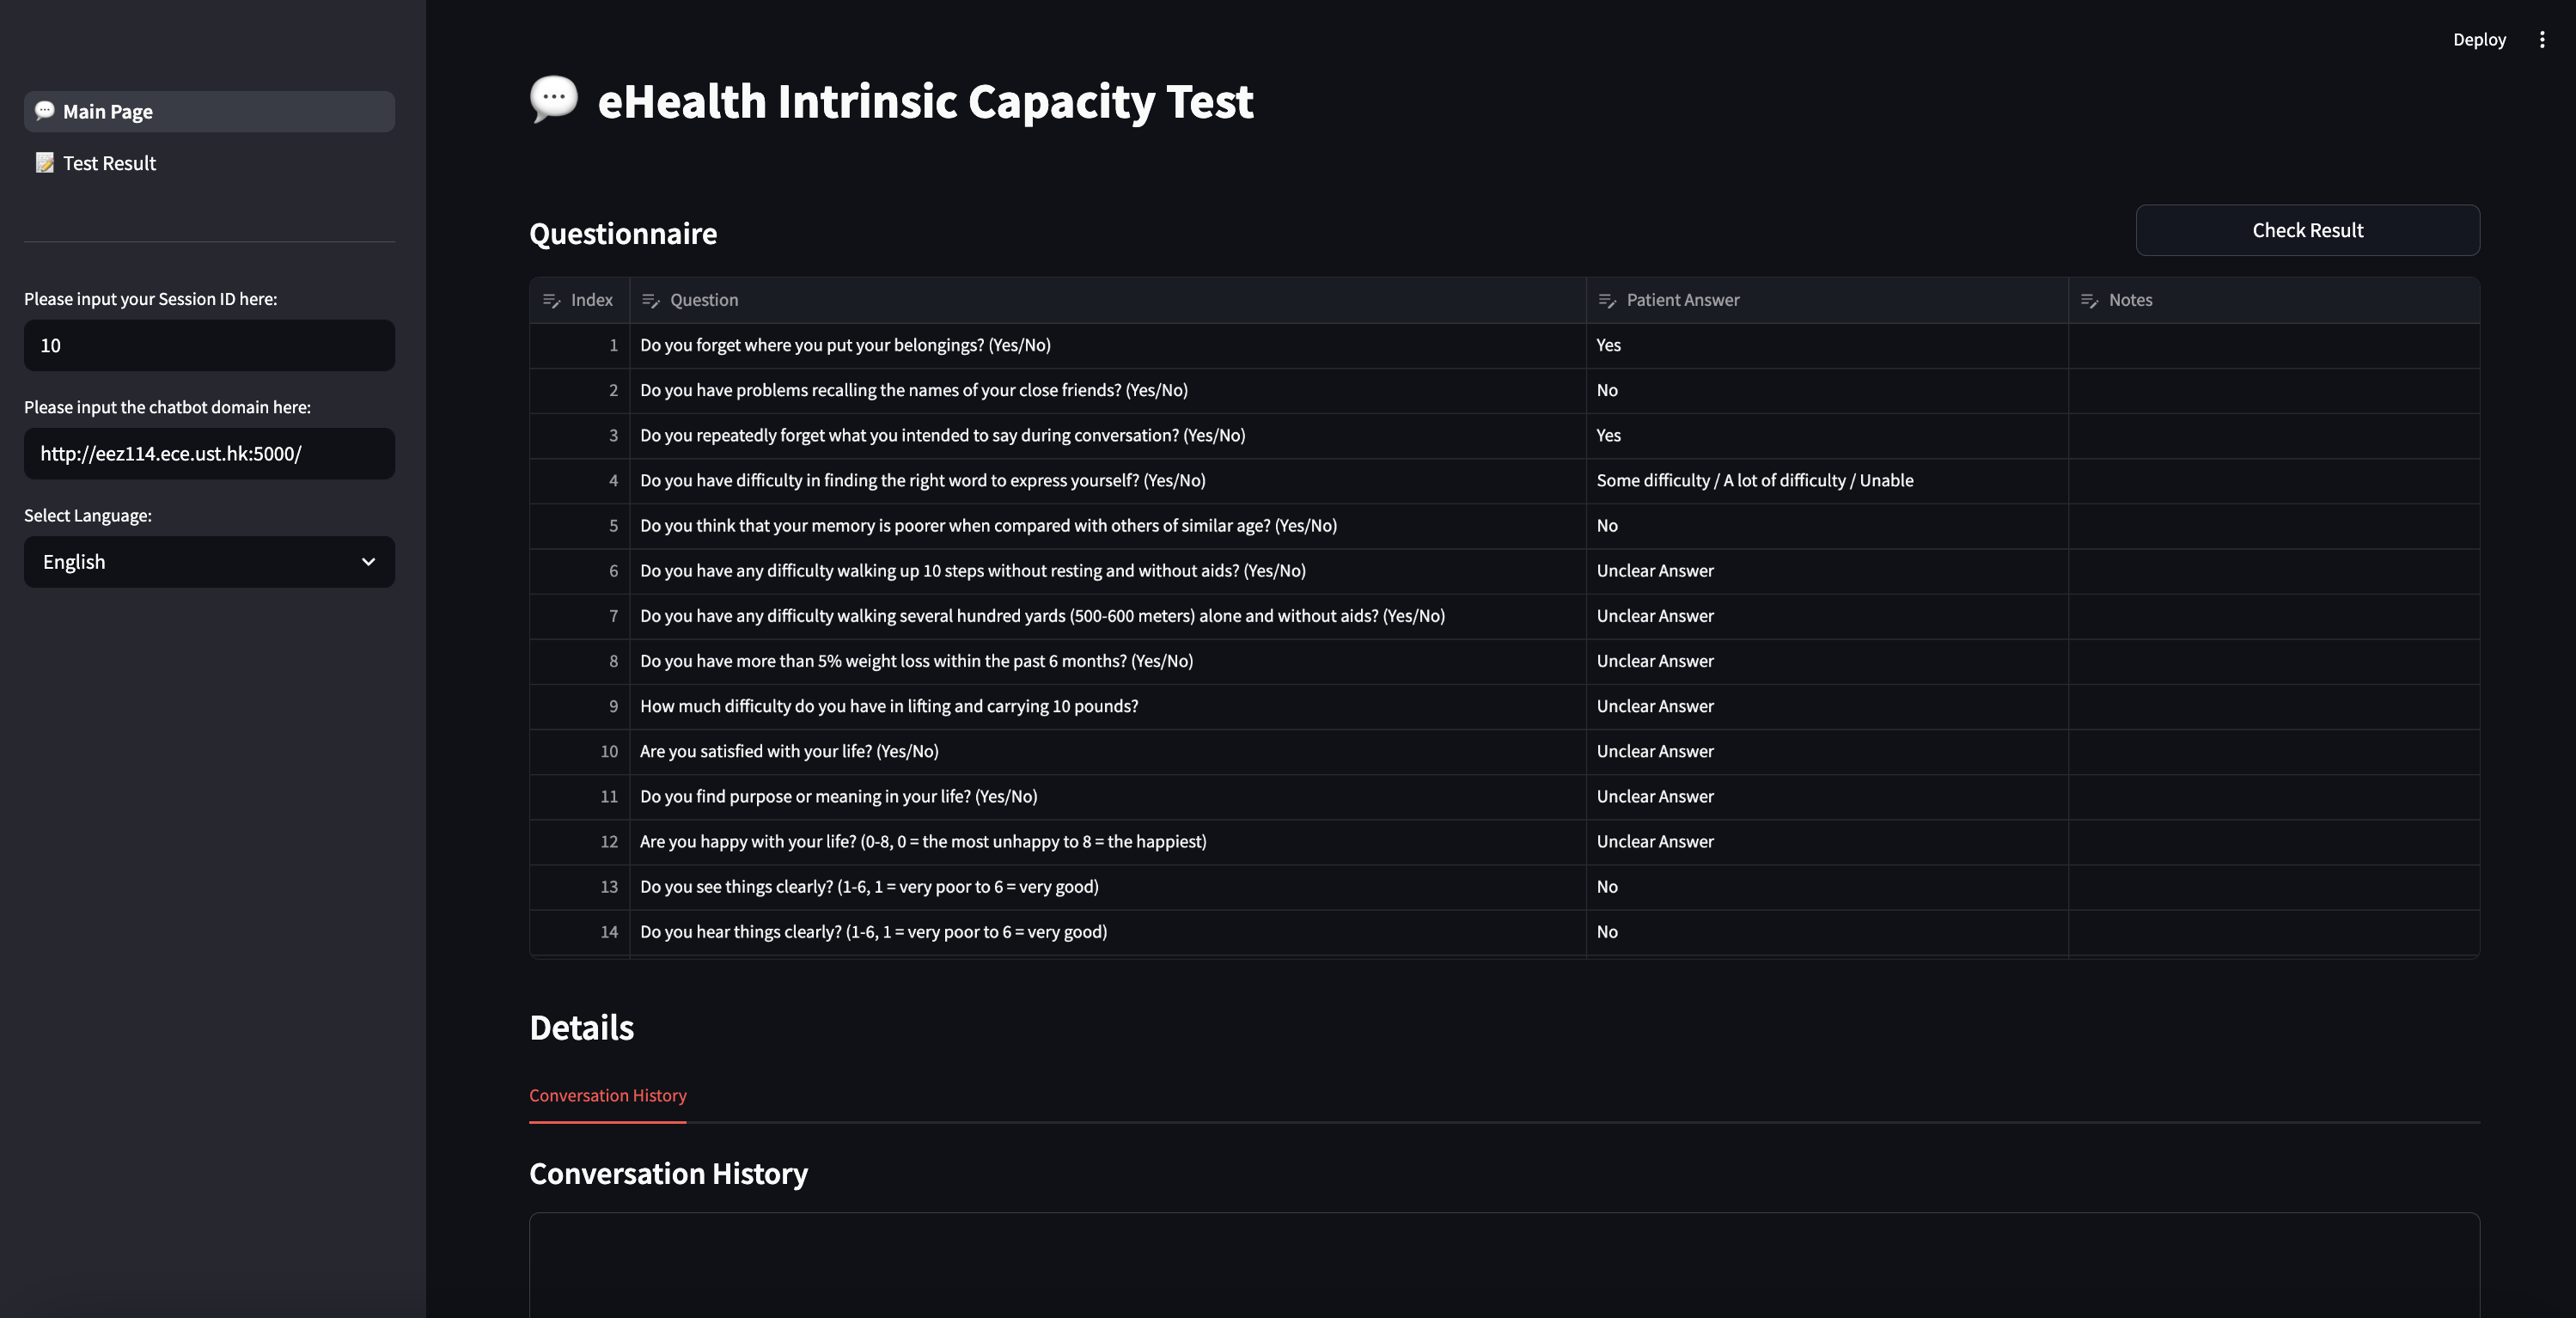 Deploy
Main Page
Test Result
Please input your Session ID here:
10
Please input the chatbot domain here:
http://eez114.ece.ust.hk:5000/
Select Language:
English
eHealth Intrinsic Capacity Test
Questionnaire
Check Result
Index Question Patient Answer Notes
1 Do you forget where you put your belongings? (Yes/No) Yes
2 Do you have problems recalling the names of your close friends? (Yes/No) No
3 Do you repeatedly forget what you intended to say during conversation? (Yes/No) Yes
4 Do you have difficulty in finding the right word to express yourself? (Yes/No) Some difficulty / A lot of difficulty / Unable
5 Do you think that your memory is poorer when compared with others of similar age? (Yes/No) No
6 Do you have any difficulty walking up 10 steps without resting and without aids? (Yes/No) Unclear Answer
7 Do you have any difficulty walking several hundred yards (500-600 meters) alone and without aids? (Yes/No) Unclear Answer
8 Do you have more than 5% weight loss within the past 6 months? (Yes/No) Unclear Answer
9 How much difficulty do you have in lifting and carrying 10 pounds? Unclear Answer
10 Are you satisfied with your life? (Yes/No) Unclear Answer
11 Do you find purpose or meaning in your life? (Yes/No) Unclear Answer
12 Are you happy with your life? (0-8, 0 = the most unhappy to 8 = the happiest) Unclear Answer
13 Do you see things clearly? (1-6, 1 = very poor to 6 = very good) No
14 Do you hear things clearly? (1-6, 1 = very poor to 6 = very good) No
Details
Conversation History
Conversation History